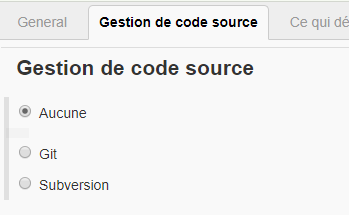 General Gestion de code source Ce qui dé
Gestion de code source
Aucune
Git
Subversion